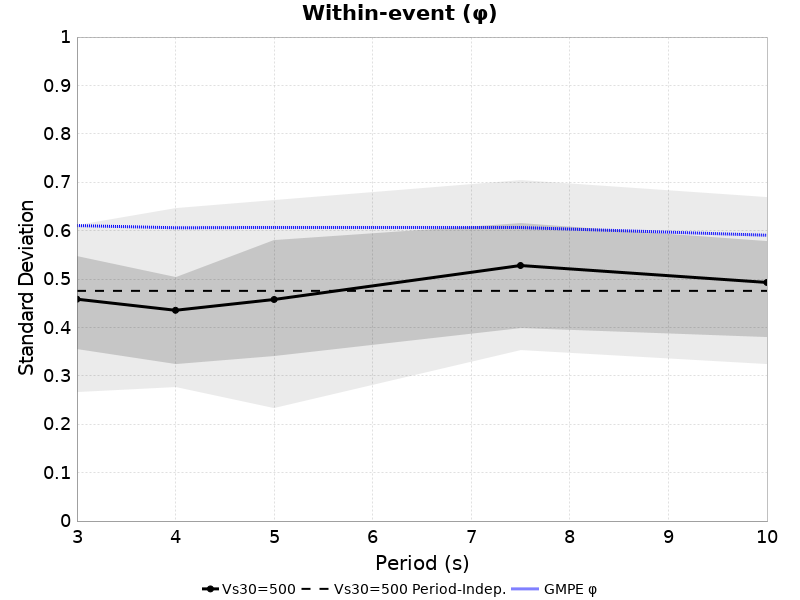 Within-event (φ)
Standard Deviation
1
0.9
0.8
0.7
0.6
0.5
0.4
0.3
0.2
0.1
0
3 4 5 6 7 8 9 10
Period (s)
Vs30=500 Vs30=500 Period-Indep. GMPE φ